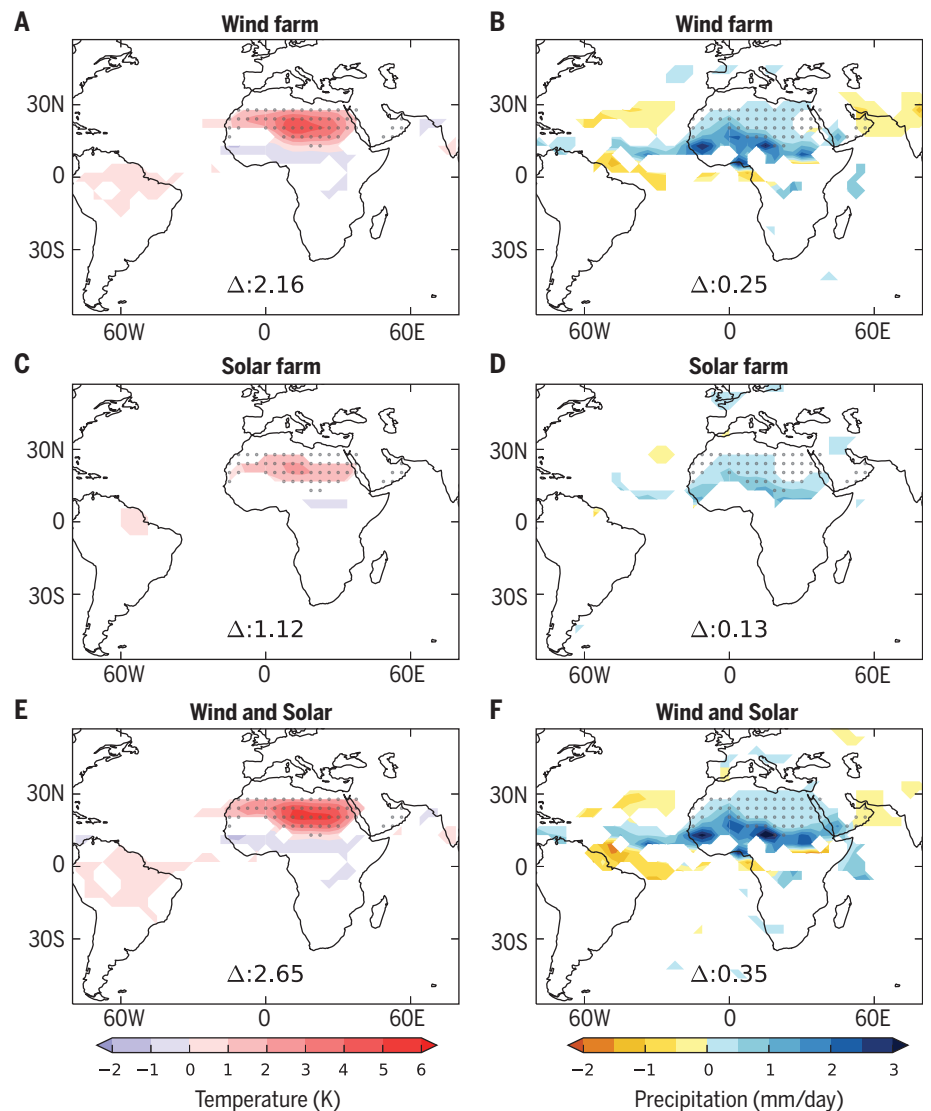 A Wind farm
30N
0
30S
Δ:2.16
60W 0 60E
B Wind farm
30N
0
30S
Δ:0.25
60W 0 60E
C Solar farm
30N
0
30S
Δ:1.12
60W 0 60E
D Solar farm
30N
0
30S
Δ:0.13
60W 0 60E
E Wind and Solar
30N
0
30S
Δ:2.65
60W 0 60E
F Wind and Solar
30N
0
30S
Δ:0.35
60W 0 60E
−2 −1 0 1 2 3 4 5 6
Temperature (K)
−2 −1 0 1 2 3
Precipitation (mm/day)